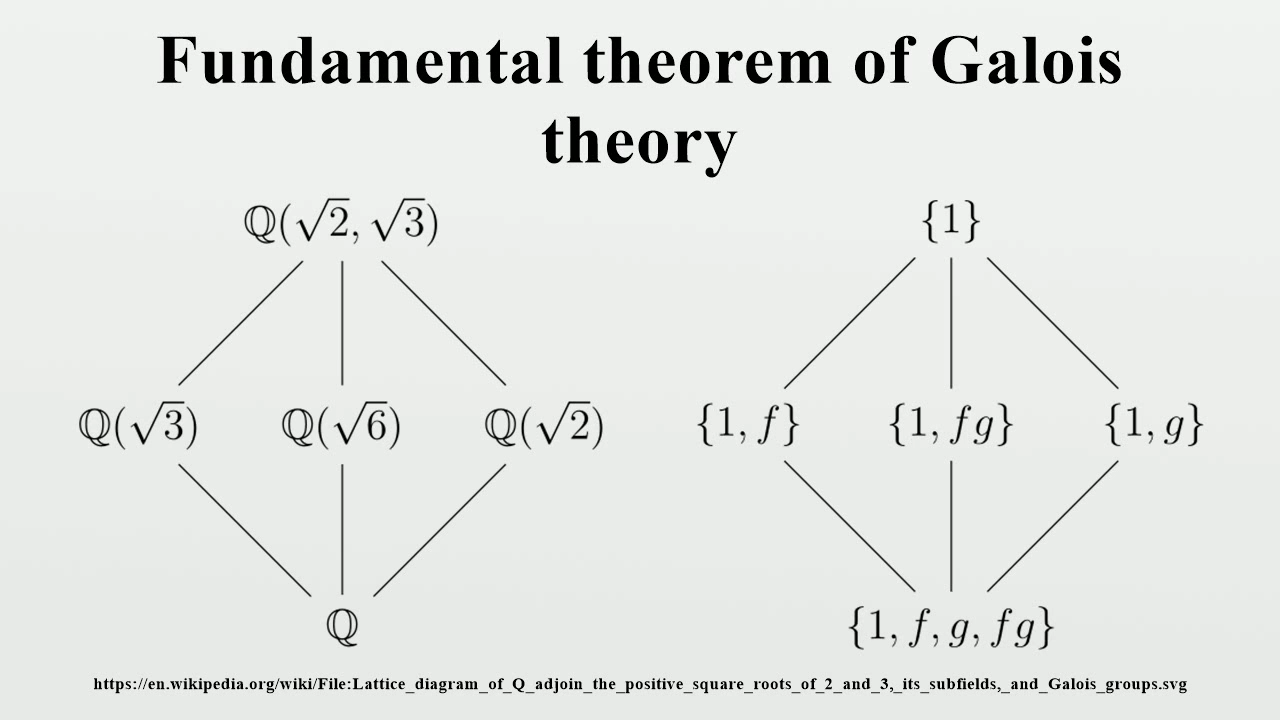 Fundamental theorem of Galois
theory
ℚ(√2, √3) {1}
ℚ(√3) ℚ(√6) ℚ(√2) {1, f} {1, fg} {1, g}
ℚ {1, f, g, fg}
https://en.wikipedia.org/wiki/File:Lattice_diagram_of_Q_adjoin_the_positive_square_roots_of_2_and_3,_its_subfields,_and_Galois_groups.svg